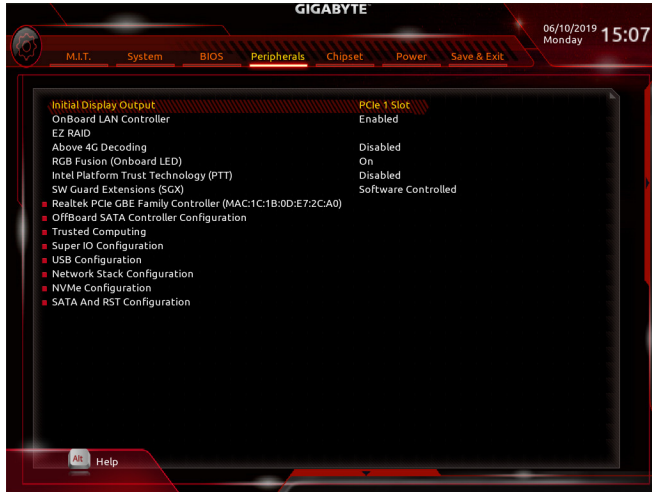 GIGABYTE™
06/10/2019 15:07
Monday
M.I.T. System BIOS Peripherals Chipset Power Save & Exit
Initial Display Output PCIe 1 Slot
OnBoard LAN Controller Enabled
EZ RAID
Above 4G Decoding Disabled
RGB Fusion (Onboard LED) On
Intel Platform Trust Technology (PTT) Disabled
SW Guard Extensions (SGX) Software Controlled
Realtek PCIe GBE Family Controller (MAC:1C:1B:0D:E7:2C:A0)
OffBoard SATA Controller Configuration
Trusted Computing
Super IO Configuration
USB Configuration
Network Stack Configuration
NVMe Configuration
SATA And RST Configuration
Alt Help